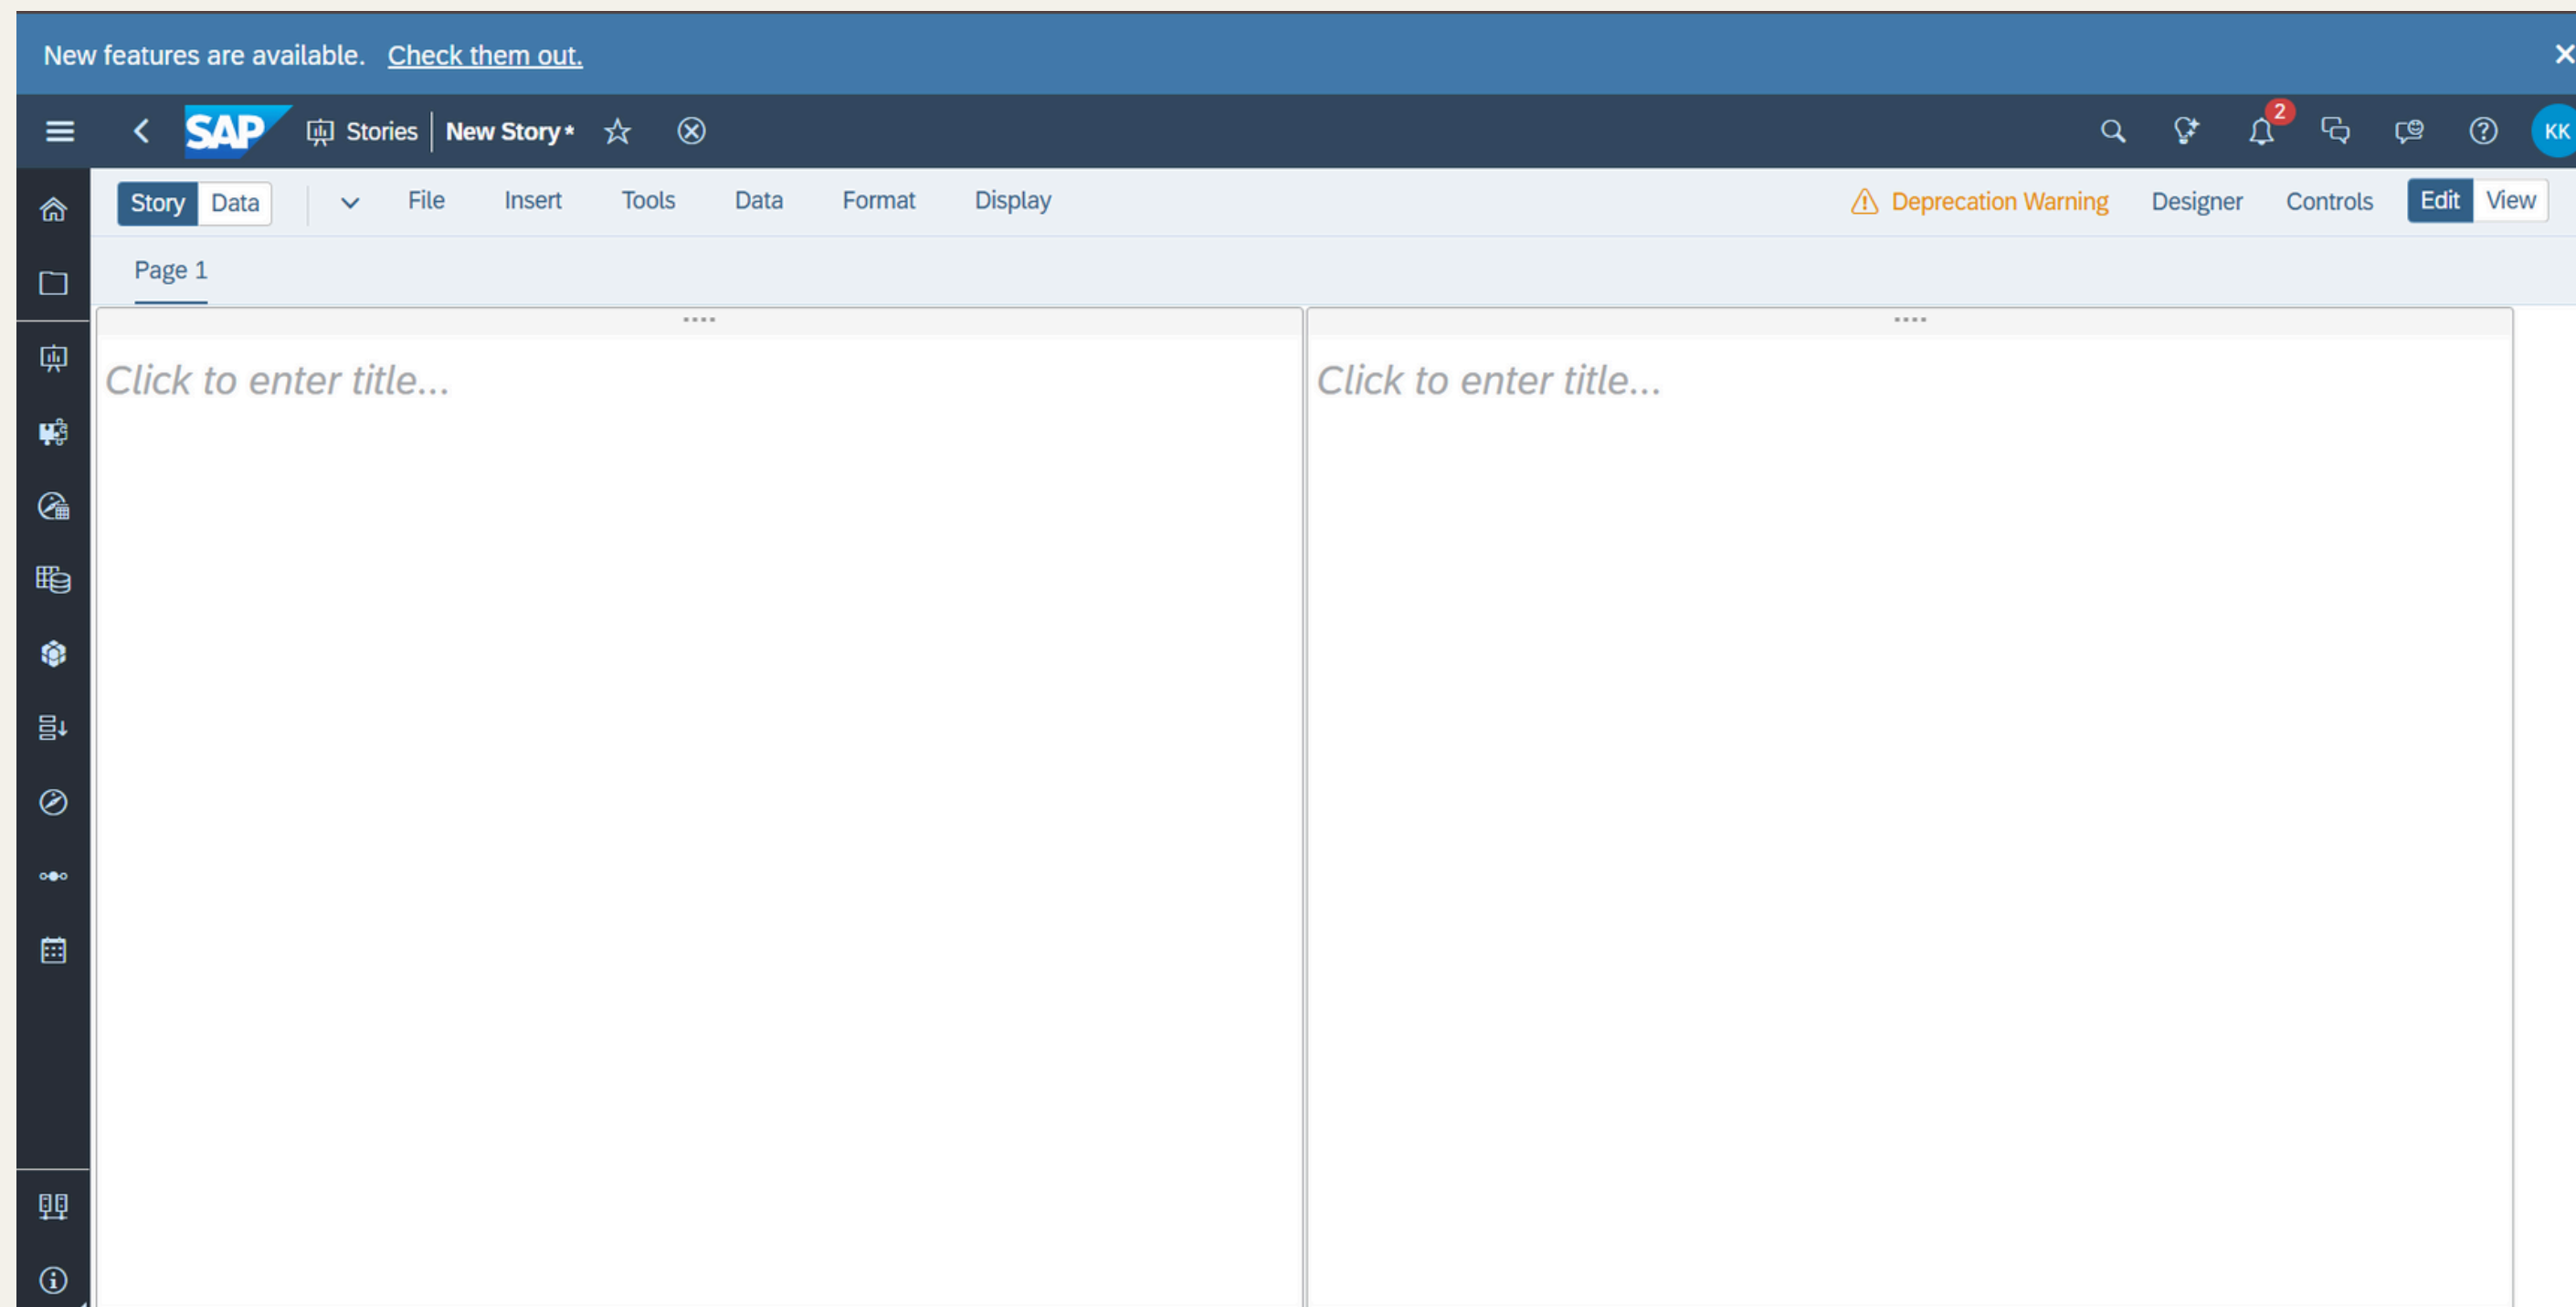 New features are available. Check them out.
SAP Stories New Story* 2 KK
Story Data File Insert Tools Data Format Display Deprecation Warning Designer Controls Edit View
Page 1
Click to enter title... Click to enter title...